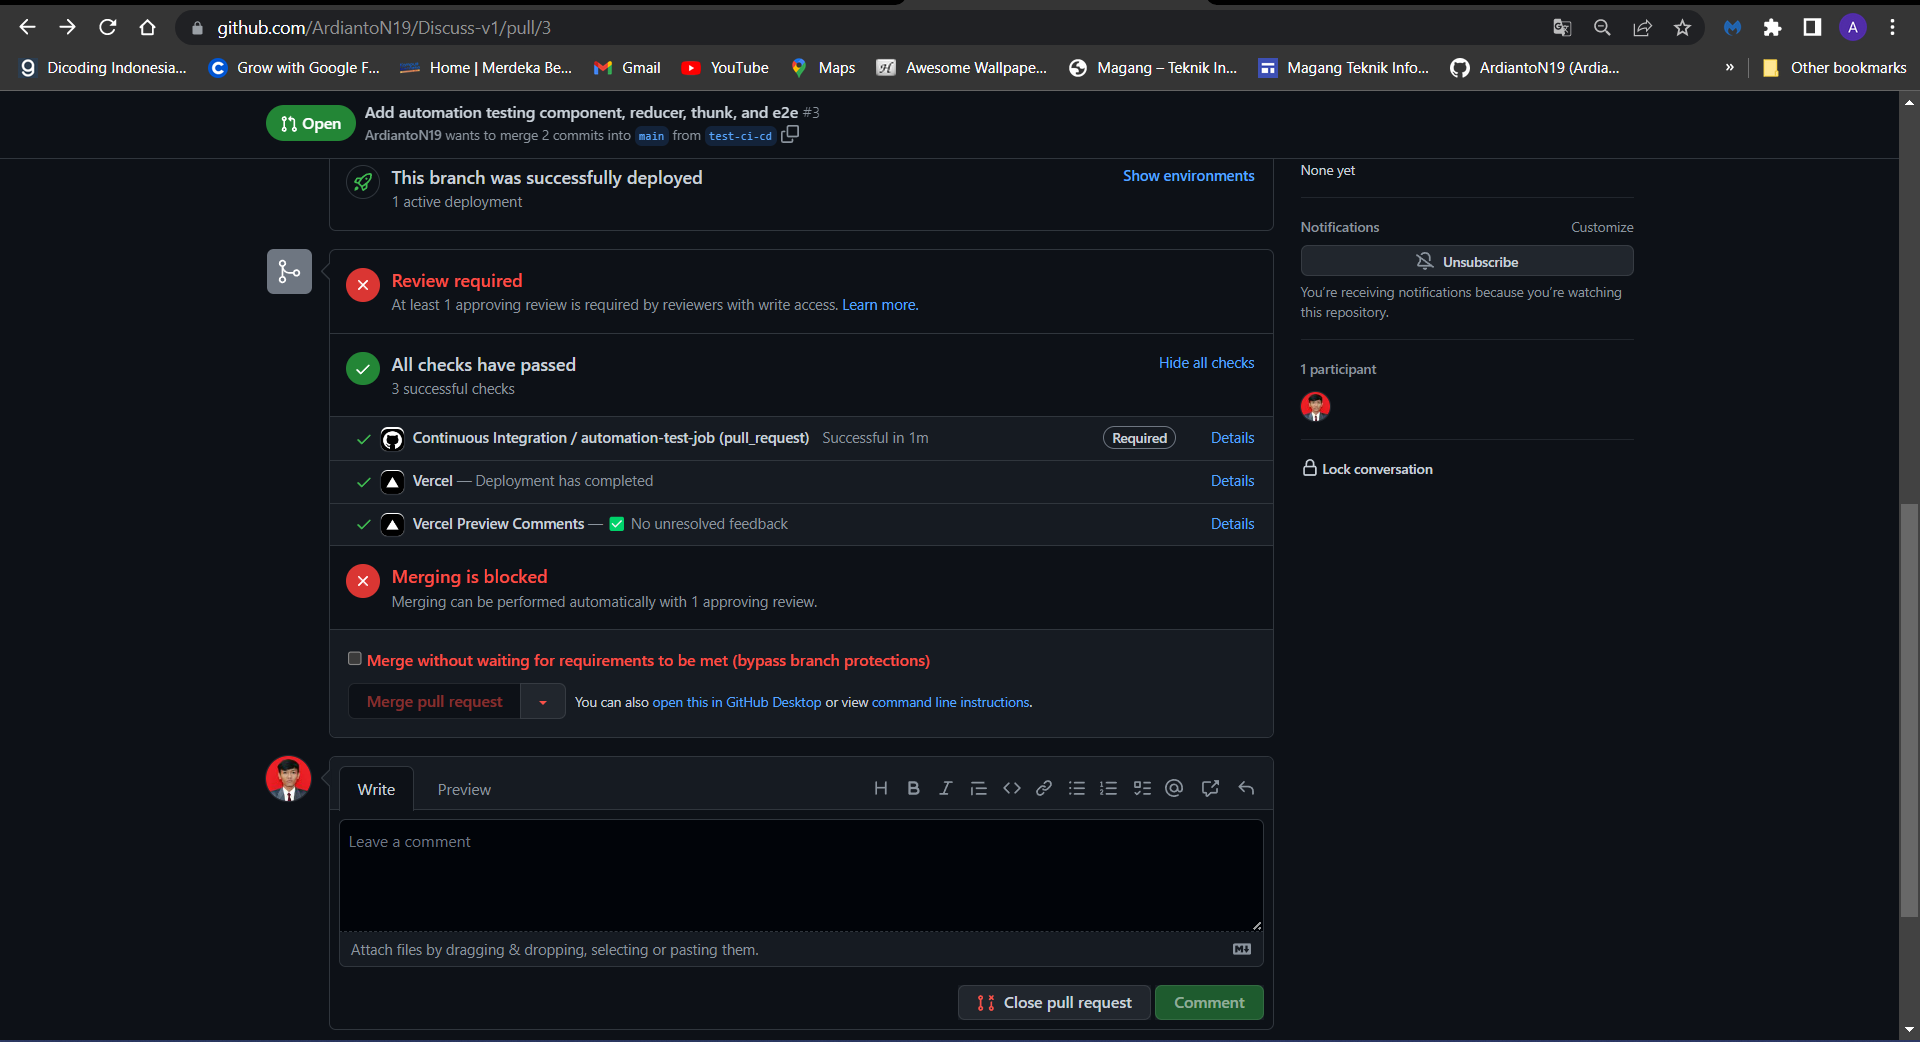 github.com/ArdiantoN19/Discuss-v1/pull/3
A
Dicoding Indonesia... Grow with Google F... Home | Merdeka Be... Gmail YouTube Maps Awesome Wallpape... Magang – Teknik In... Magang Teknik Info... ArdiantoN19 (Ardia... » Other bookmarks
Open
Add automation testing component, reducer, thunk, and e2e #3
ArdiantoN19 wants to merge 2 commits into main from test-ci-cd
This branch was successfully deployed
Show environments
1 active deployment
Review required
At least 1 approving review is required by reviewers with write access. Learn more.
All checks have passed
Hide all checks
3 successful checks
Continuous Integration / automation-test-job (pull_request) Successful in 1m Required Details
Vercel — Deployment has completed Details
Vercel Preview Comments — ✅ No unresolved feedback Details
Merging is blocked
Merging can be performed automatically with 1 approving review.
Merge without waiting for requirements to be met (bypass branch protections)
Merge pull request You can also open this in GitHub Desktop or view command line instructions.
Write Preview
Leave a comment
Attach files by dragging & dropping, selecting or pasting them.
Close pull request Comment
None yet
Notifications Customize
Unsubscribe
You're receiving notifications because you're watching
this repository.
1 participant
Lock conversation